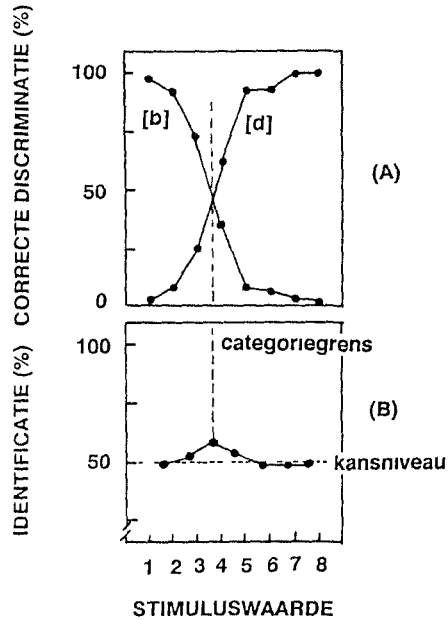 CORRECTE DISCRIMINATIE (%)
100
[b]
[d]
50
0
(A)
IDENTIFICATIE (%)
categoriegrens
100
(B)
50
kansniveau
1 2 3 4 5 6 7 8
STIMULUSWAARDE